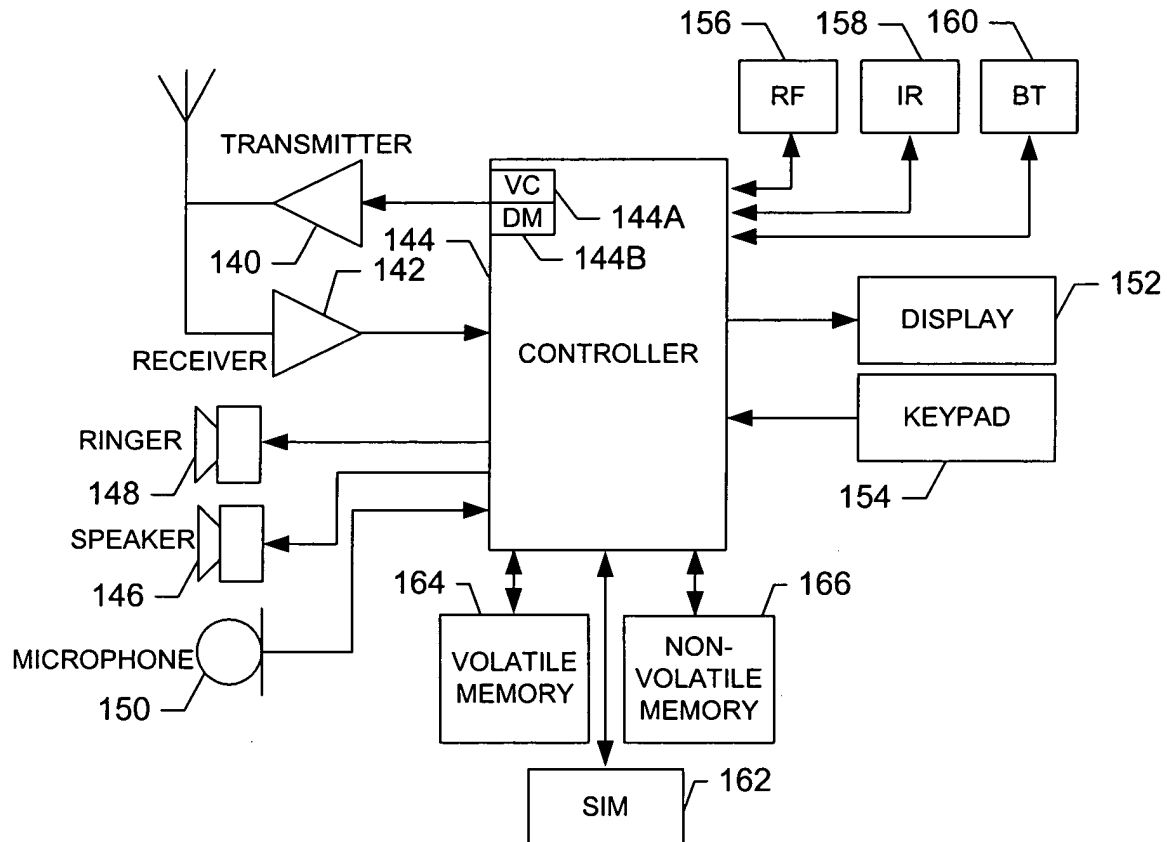 156
158
160
RF
IR
BT
TRANSMITTER
VC
DM
144A
144B
144
140
142
RECEIVER
CONTROLLER
DISPLAY
152
KEYPAD
154
RINGER
148
SPEAKER
146
MICROPHONE
150
164
166
VOLATILE
MEMORY
NON-
VOLATILE
MEMORY
SIM
162